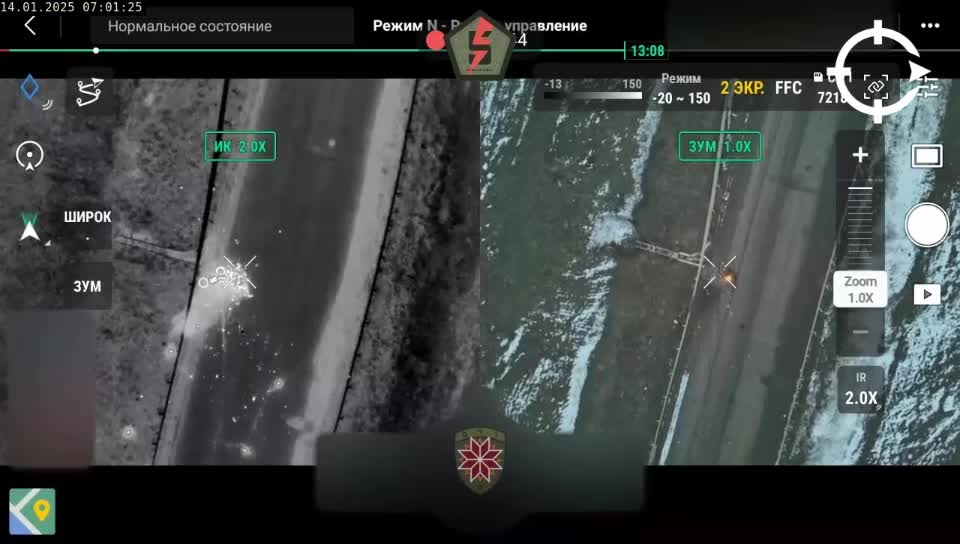 14.01.2025 07:01:25
Нормальное состояние
Режим N - управление
13:08
-13 150
Режим
-20 ~ 150
2 ЭКР.
FFC
ИК 2.0X
ЗУМ 1.0X
ШИРОК
ЗУМ
Zoom
1.0X
IR
2.0X